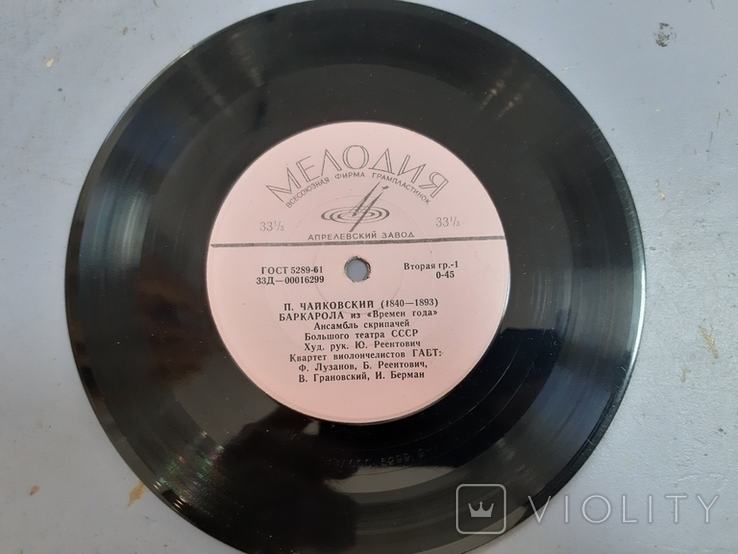 МЕЛОДИЯ
ВСЕСОЮЗНАЯ ФИРМА ГРАМПЛАСТИНОК
33⅓ 33⅓
АПРЕЛЕВСКИЙ ЗАВОД
ГОСТ 5289-61 Вторая гр.-1
33Д—00016299 0-45
П. ЧАЙКОВСКИЙ (1840—1893)
БАРКАРОЛА из «Времен года»
Ансамбль скрипачей
Большого театра СССР
Худ. рук. Ю. Реентович
Квартет виолончелистов ГАБТ:
Ф. Лузанов, Б. Реентович,
В. Грановский, И. Берман
VIOLITY